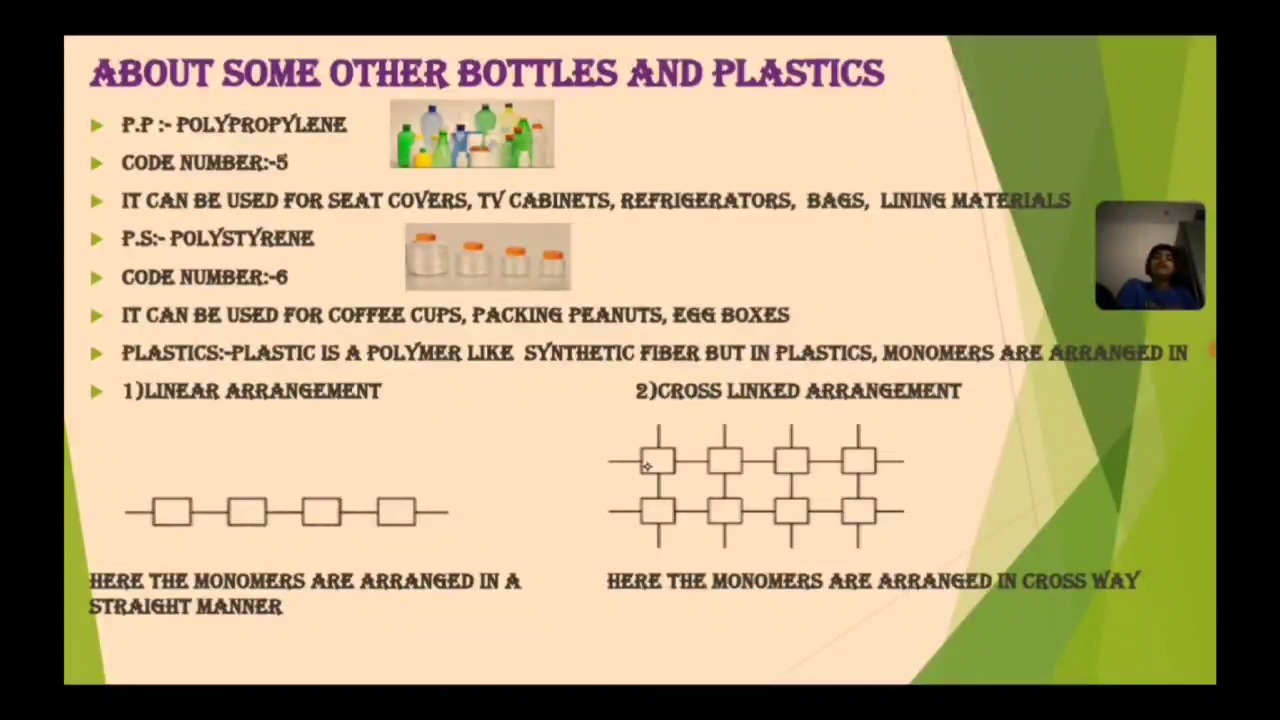 ABOUT SOME OTHER BOTTLES AND PLASTICS
P.P :- POLYPROPYLENE
CODE NUMBER:-5
IT CAN BE USED FOR SEAT COVERS, TV CABINETS, REFRIGERATORS, BAGS, LINING MATERIALS
P.S:- POLYSTYRENE
CODE NUMBER:-6
IT CAN BE USED FOR COFFEE CUPS, PACKING PEANUTS, EGG BOXES
PLASTICS:-PLASTIC IS A POLYMER LIKE SYNTHETIC FIBER BUT IN PLASTICS, MONOMERS ARE ARRANGED IN
1)LINEAR ARRANGEMENT 2)CROSS LINKED ARRANGEMENT
HERE THE MONOMERS ARE ARRANGED IN A
STRAIGHT MANNER
HERE THE MONOMERS ARE ARRANGED IN CROSS WAY